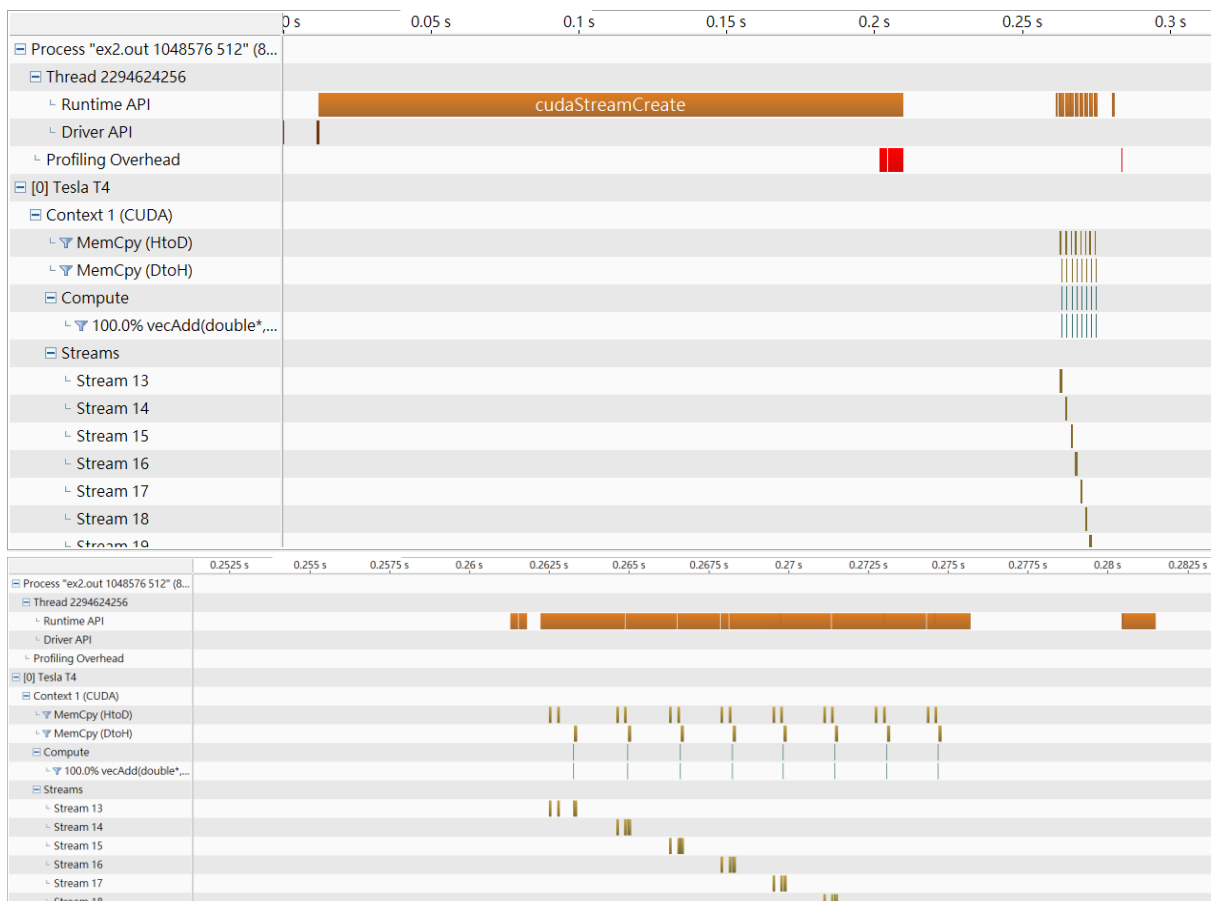 0 s 0.05 s 0.1 s 0.15 s 0.2 s 0.25 s 0.3 s
Process "ex2.out 1048576 512" (8...
Thread 2294624256
Runtime API cudaStreamCreate
Driver API
Profiling Overhead
[0] Tesla T4
Context 1 (CUDA)
MemCpy (HtoD)
MemCpy (DtoH)
Compute
100.0% vecAdd(double*,...
Streams
Stream 13
Stream 14
Stream 15
Stream 16
Stream 17
Stream 18
Stream 19
0.2525 s 0.255 s 0.2575 s 0.26 s 0.2625 s 0.265 s 0.2675 s 0.27 s 0.2725 s 0.275 s 0.2775 s 0.28 s 0.2825 s
Process "ex2.out 1048576 512" (8...
Thread 2294624256
Runtime API
Driver API
Profiling Overhead
[0] Tesla T4
Context 1 (CUDA)
MemCpy (HtoD)
MemCpy (DtoH)
Compute
100.0% vecAdd(double*,...
Streams
Stream 13
Stream 14
Stream 15
Stream 16
Stream 17
Stream 18